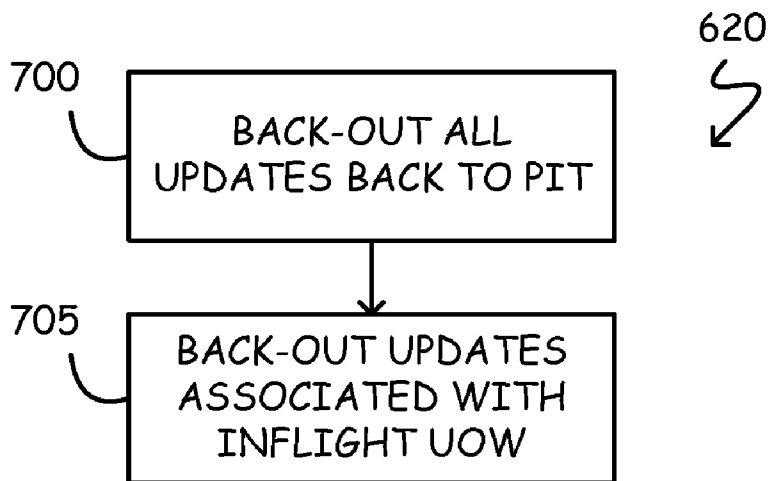 620
700
BACK-OUT ALL
UPDATES BACK TO PIT
705
BACK-OUT UPDATES
ASSOCIATED WITH
INFLIGHT UOW